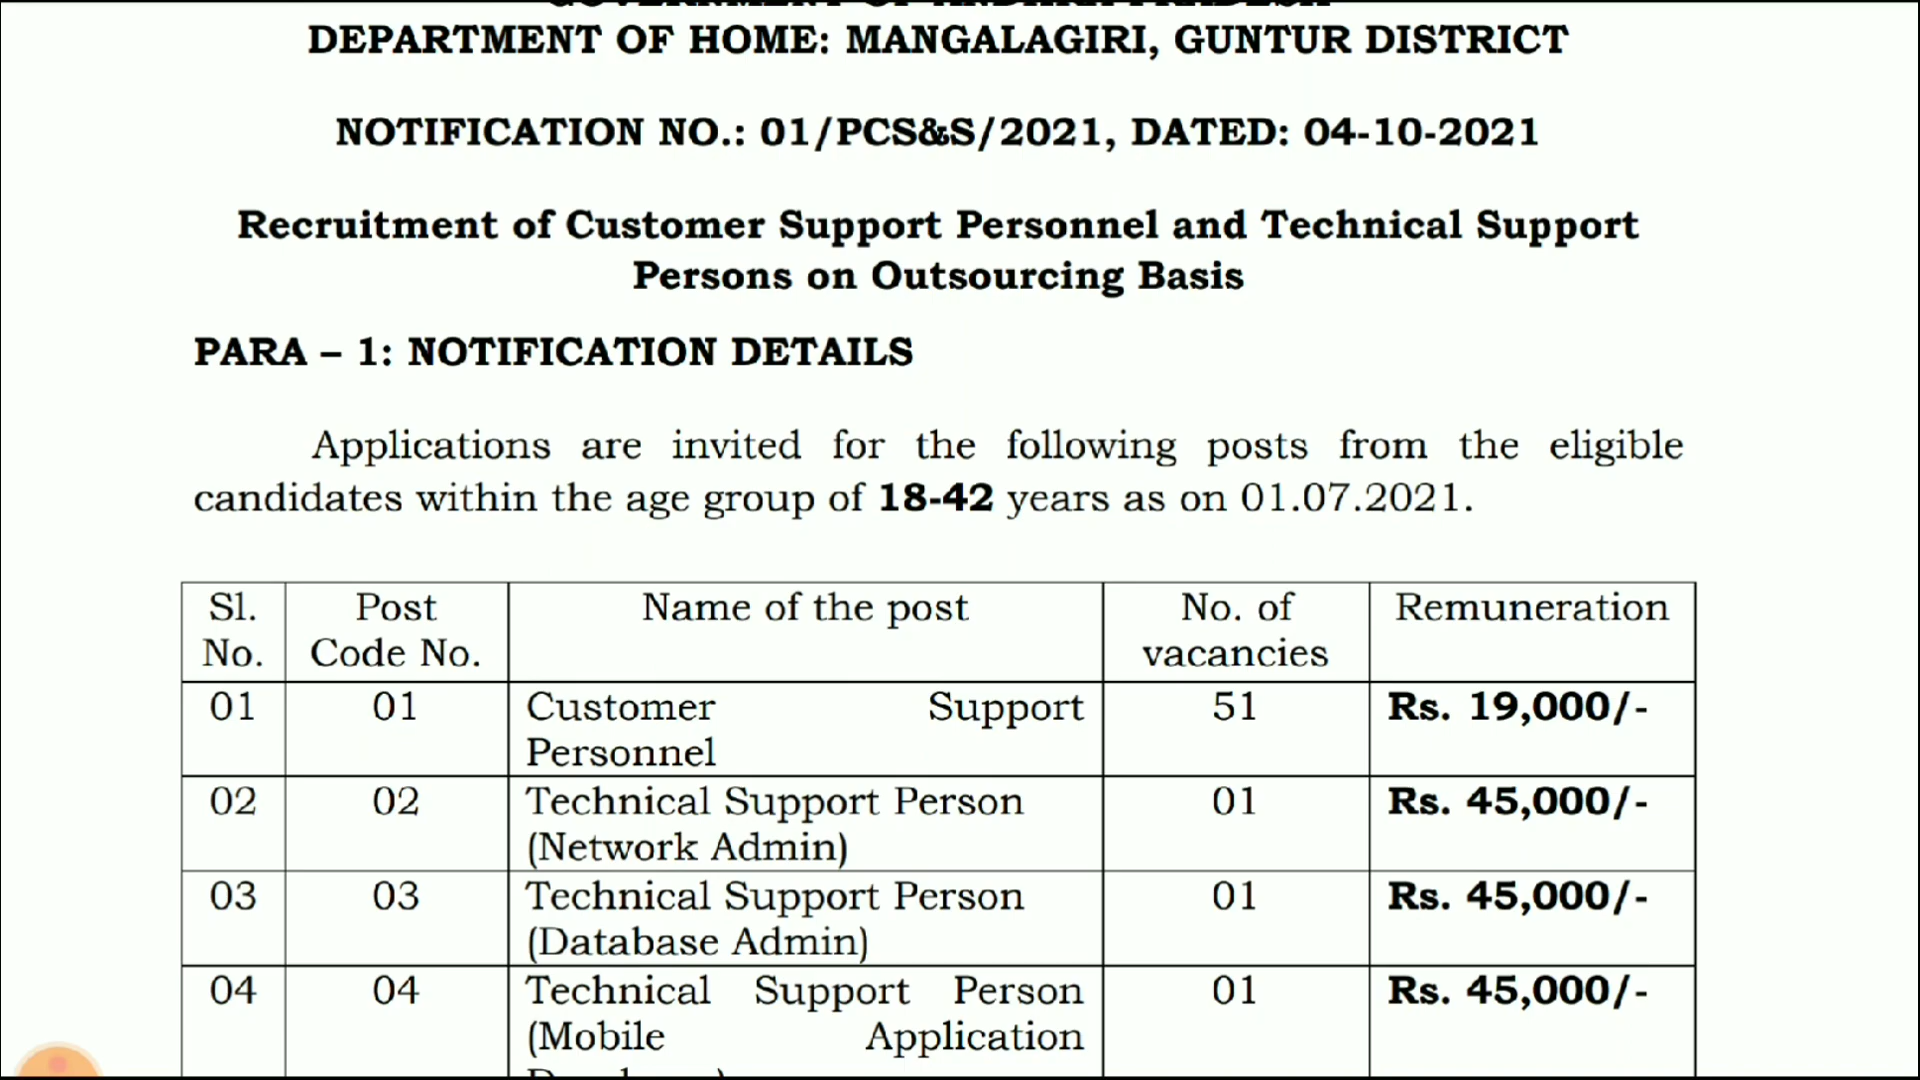 DEPARTMENT OF HOME: MANGALAGIRI, GUNTUR DISTRICT
NOTIFICATION NO.: 01/PCS&S/2021, DATED: 04-10-2021
Recruitment of Customer Support Personnel and Technical Support
Persons on Outsourcing Basis
PARA – 1: NOTIFICATION DETAILS
Applications are invited for the following posts from the eligible
candidates within the age group of 18-42 years as on 01.07.2021.
Sl. No. Post Code No. Name of the post No. of vacancies Remuneration
01 01 Customer Support Personnel 51 Rs. 19,000/-
02 02 Technical Support Person (Network Admin) 01 Rs. 45,000/-
03 03 Technical Support Person (Database Admin) 01 Rs. 45,000/-
04 04 Technical Support Person (Mobile Application 01 Rs. 45,000/-